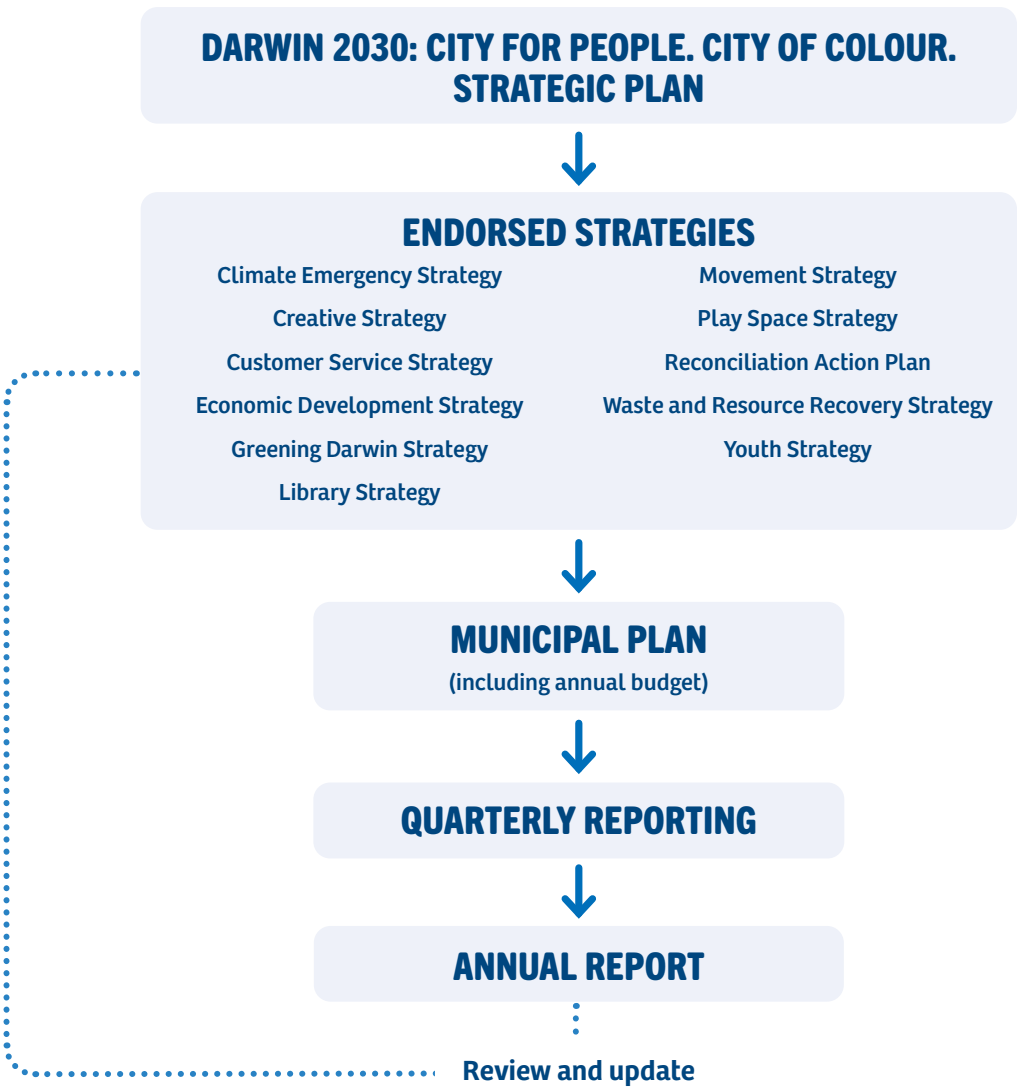 DARWIN 2030: CITY FOR PEOPLE. CITY OF COLOUR.
STRATEGIC PLAN
ENDORSED STRATEGIES
Climate Emergency Strategy
Creative Strategy
Customer Service Strategy
Economic Development Strategy
Greening Darwin Strategy
Library Strategy
Movement Strategy
Play Space Strategy
Reconciliation Action Plan
Waste and Resource Recovery Strategy
Youth Strategy
MUNICIPAL PLAN
(including annual budget)
QUARTERLY REPORTING
ANNUAL REPORT
Review and update